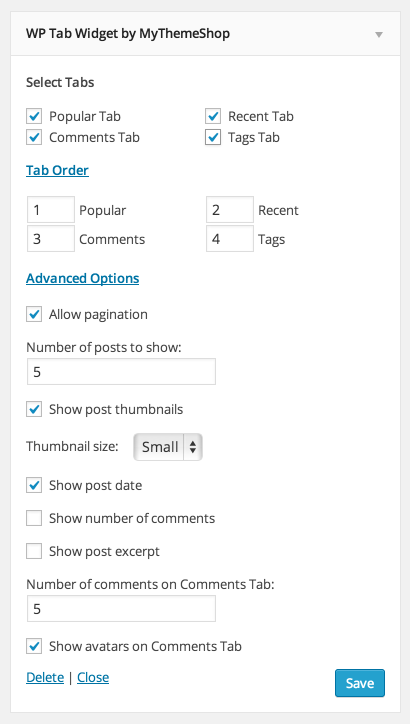 WP Tab Widget by MyThemeShop
Select Tabs
Popular Tab Recent Tab
Comments Tab Tags Tab
Tab Order
1 Popular 2 Recent
3 Comments 4 Tags
Advanced Options
Allow pagination
Number of posts to show:
5
Show post thumbnails
Thumbnail size: Small
Show post date
Show number of comments
Show post excerpt
Number of comments on Comments Tab:
5
Show avatars on Comments Tab
Delete | Close Save